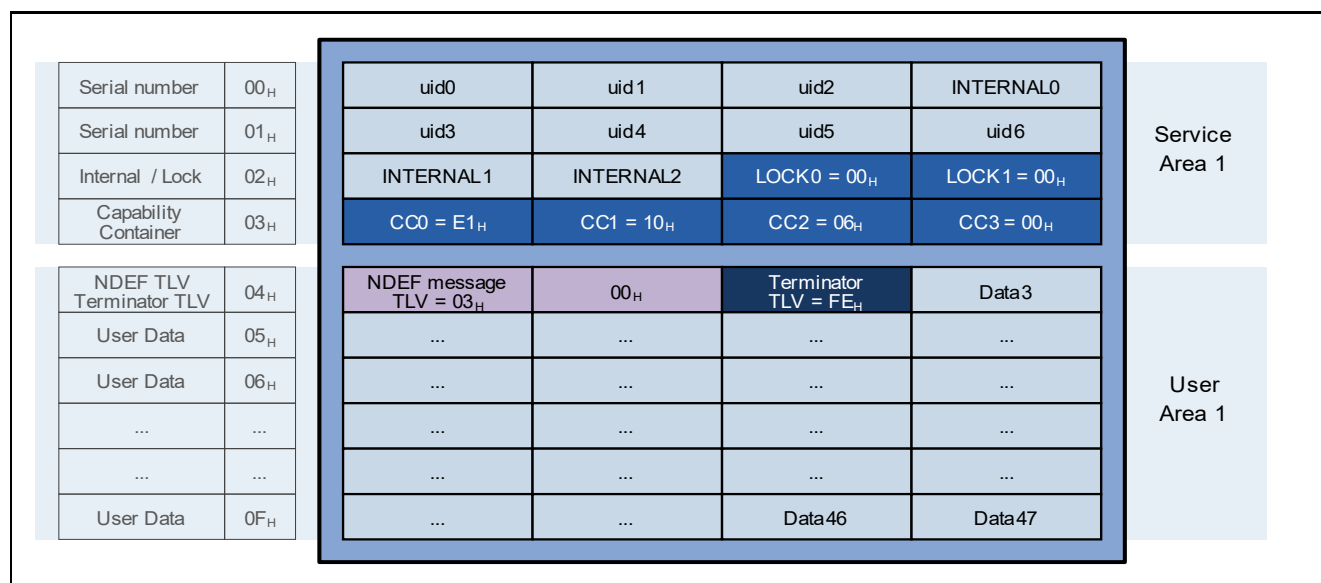 Serial number 00H uid0 uid1 uid2 INTERNAL0
Serial number 01H uid3 uid4 uid5 uid6
Service
Area 1
Internal / Lock 02H INTERNAL1 INTERNAL2 LOCK0 = 00H LOCK1 = 00H
Capability
Container 03H CC0 = E1H CC1 = 10H CC2 = 06H CC3 = 00H
NDEF TLV
Terminator TLV 04H NDEF message
TLV = 03H 00H Terminator
TLV = FEH Data3
User Data 05H ... ... ... ...
User Data 06H ... ... ... ...
User
Area 1
... ... ... ... ... ...
... ... ... ... ... ...
User Data 0FH ... ... Data46 Data47